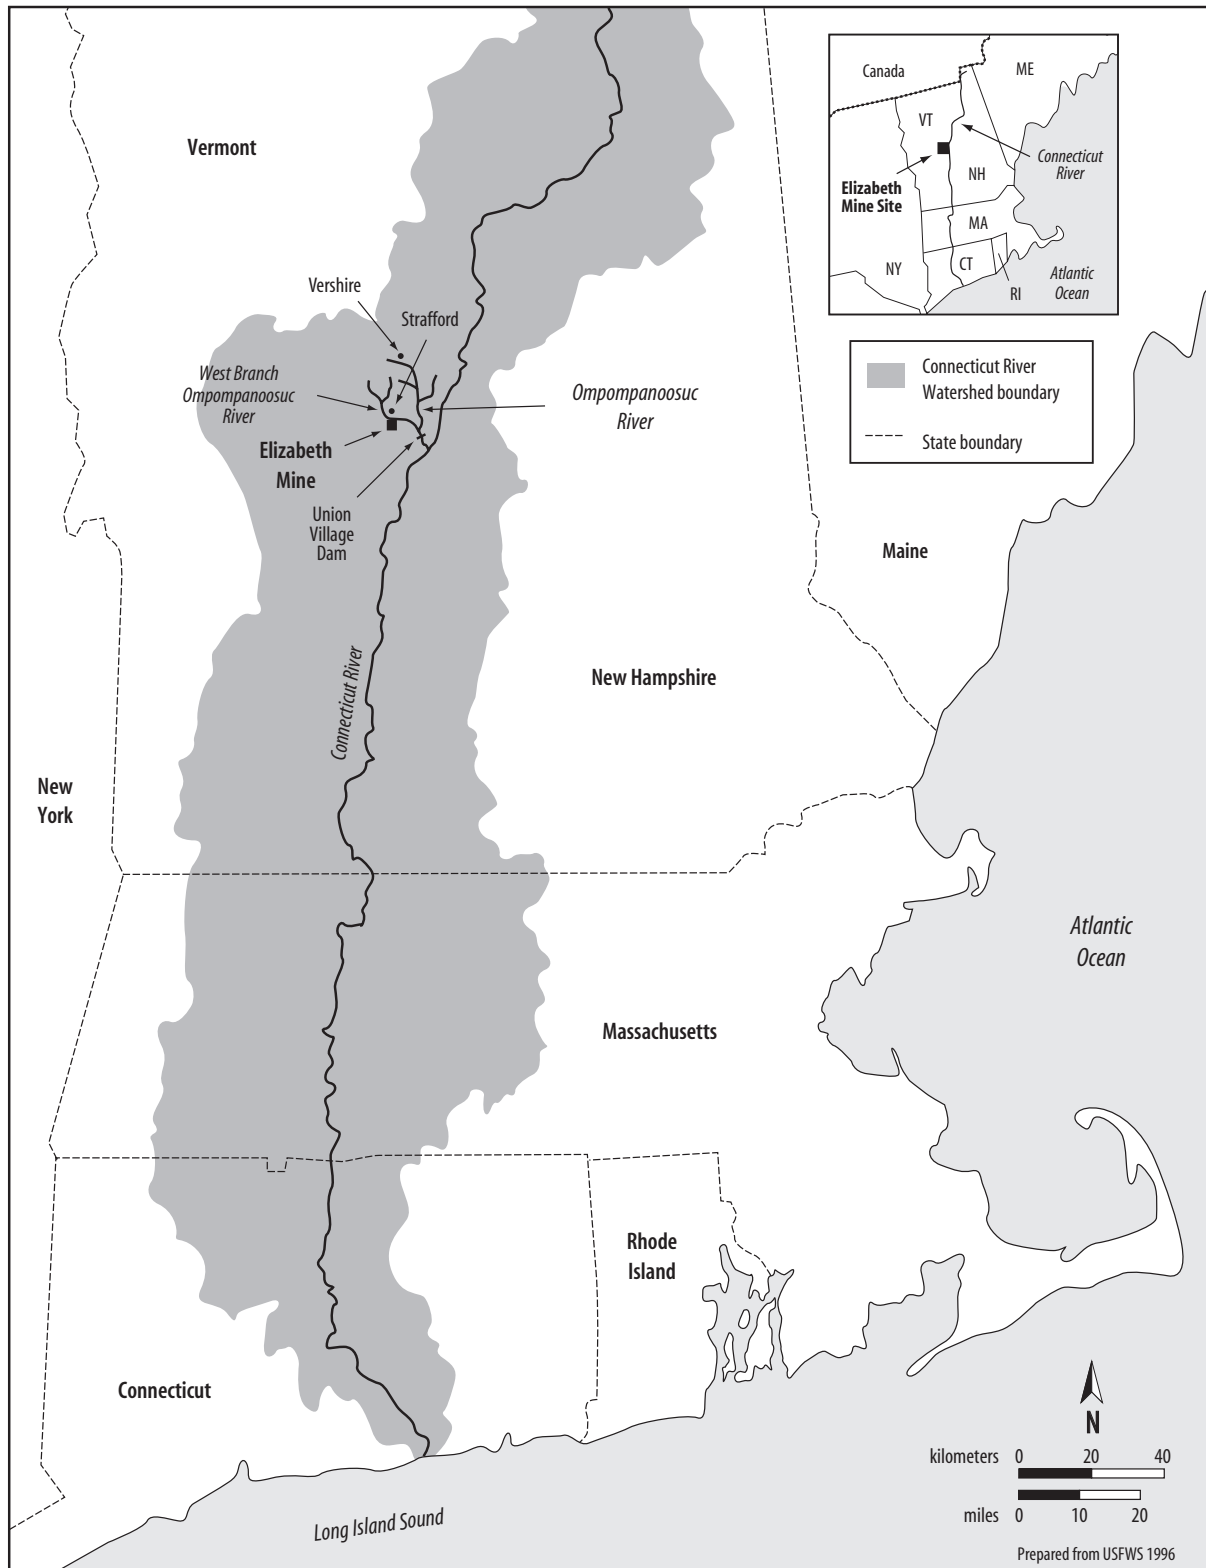 Canada
ME
VT
Connecticut
River
Elizabeth
Mine Site
NH
MA
NY
CT
RI
Atlantic
Ocean
Vermont
Vershire
Strafford
West Branch
Ompompanoosuc
River
Ompompanoosuc
River
Elizabeth
Mine
Union
Village
Dam
Connecticut River
Watershed boundary
State boundary
Maine
New Hampshire
Connecticut River
New
York
Atlantic
Ocean
Massachusetts
Rhode
Island
Connecticut
Long Island Sound
N
kilometers 0 20 40
miles 0 10 20
Prepared from USFWS 1996